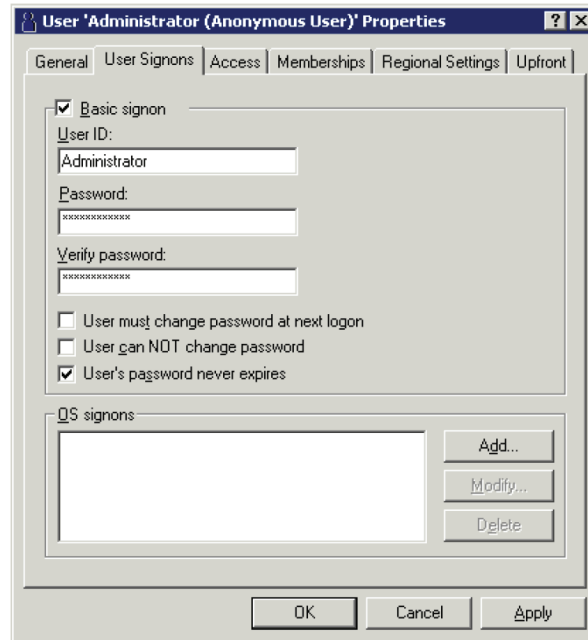 User 'Administrator (Anonymous User)' Properties
General User Signons Access Memberships Regional Settings Upfront
Basic signon
User ID:
Administrator
Password:
************
Verify password:
************
User must change password at next logon
User can NOT change password
User's password never expires
OS signons
Add...
Modify...
Delete
OK Cancel Apply